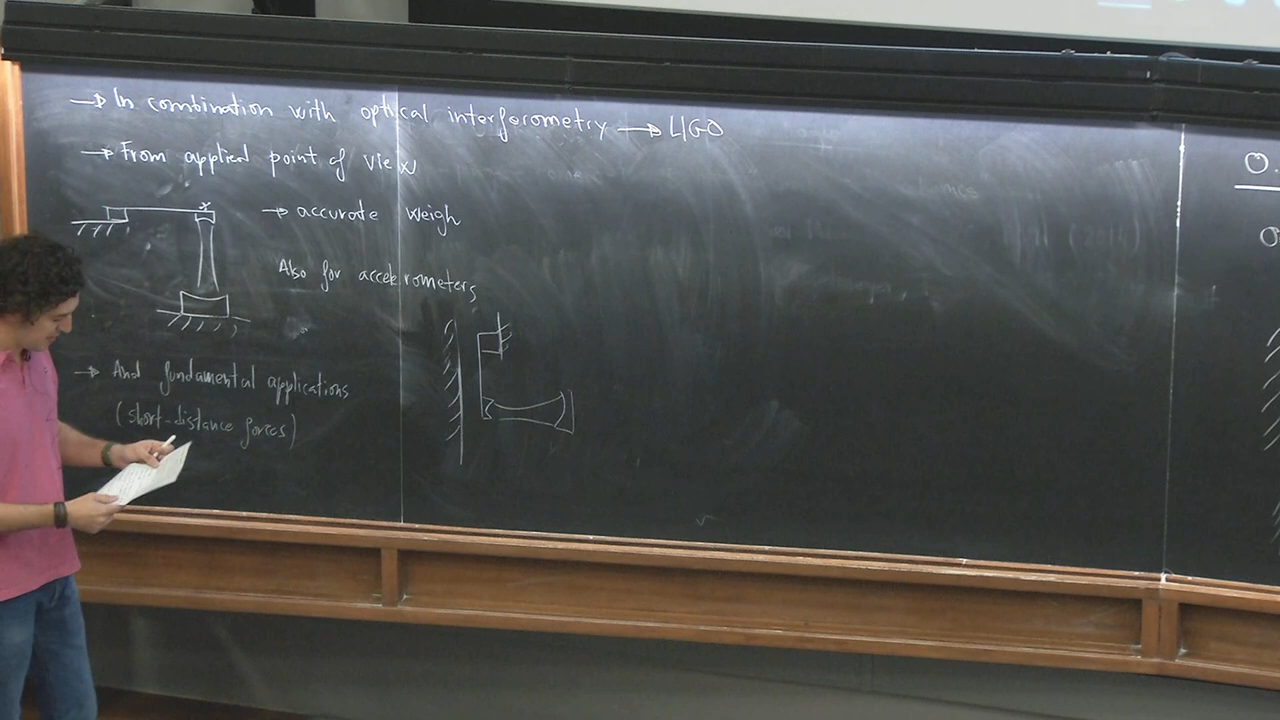 → In combination with optical interferometry → LIGO
→ From applied point of view
x
→ accurate weigh
Also for accelerometers
→ And fundamental applications
(short-distance forces)